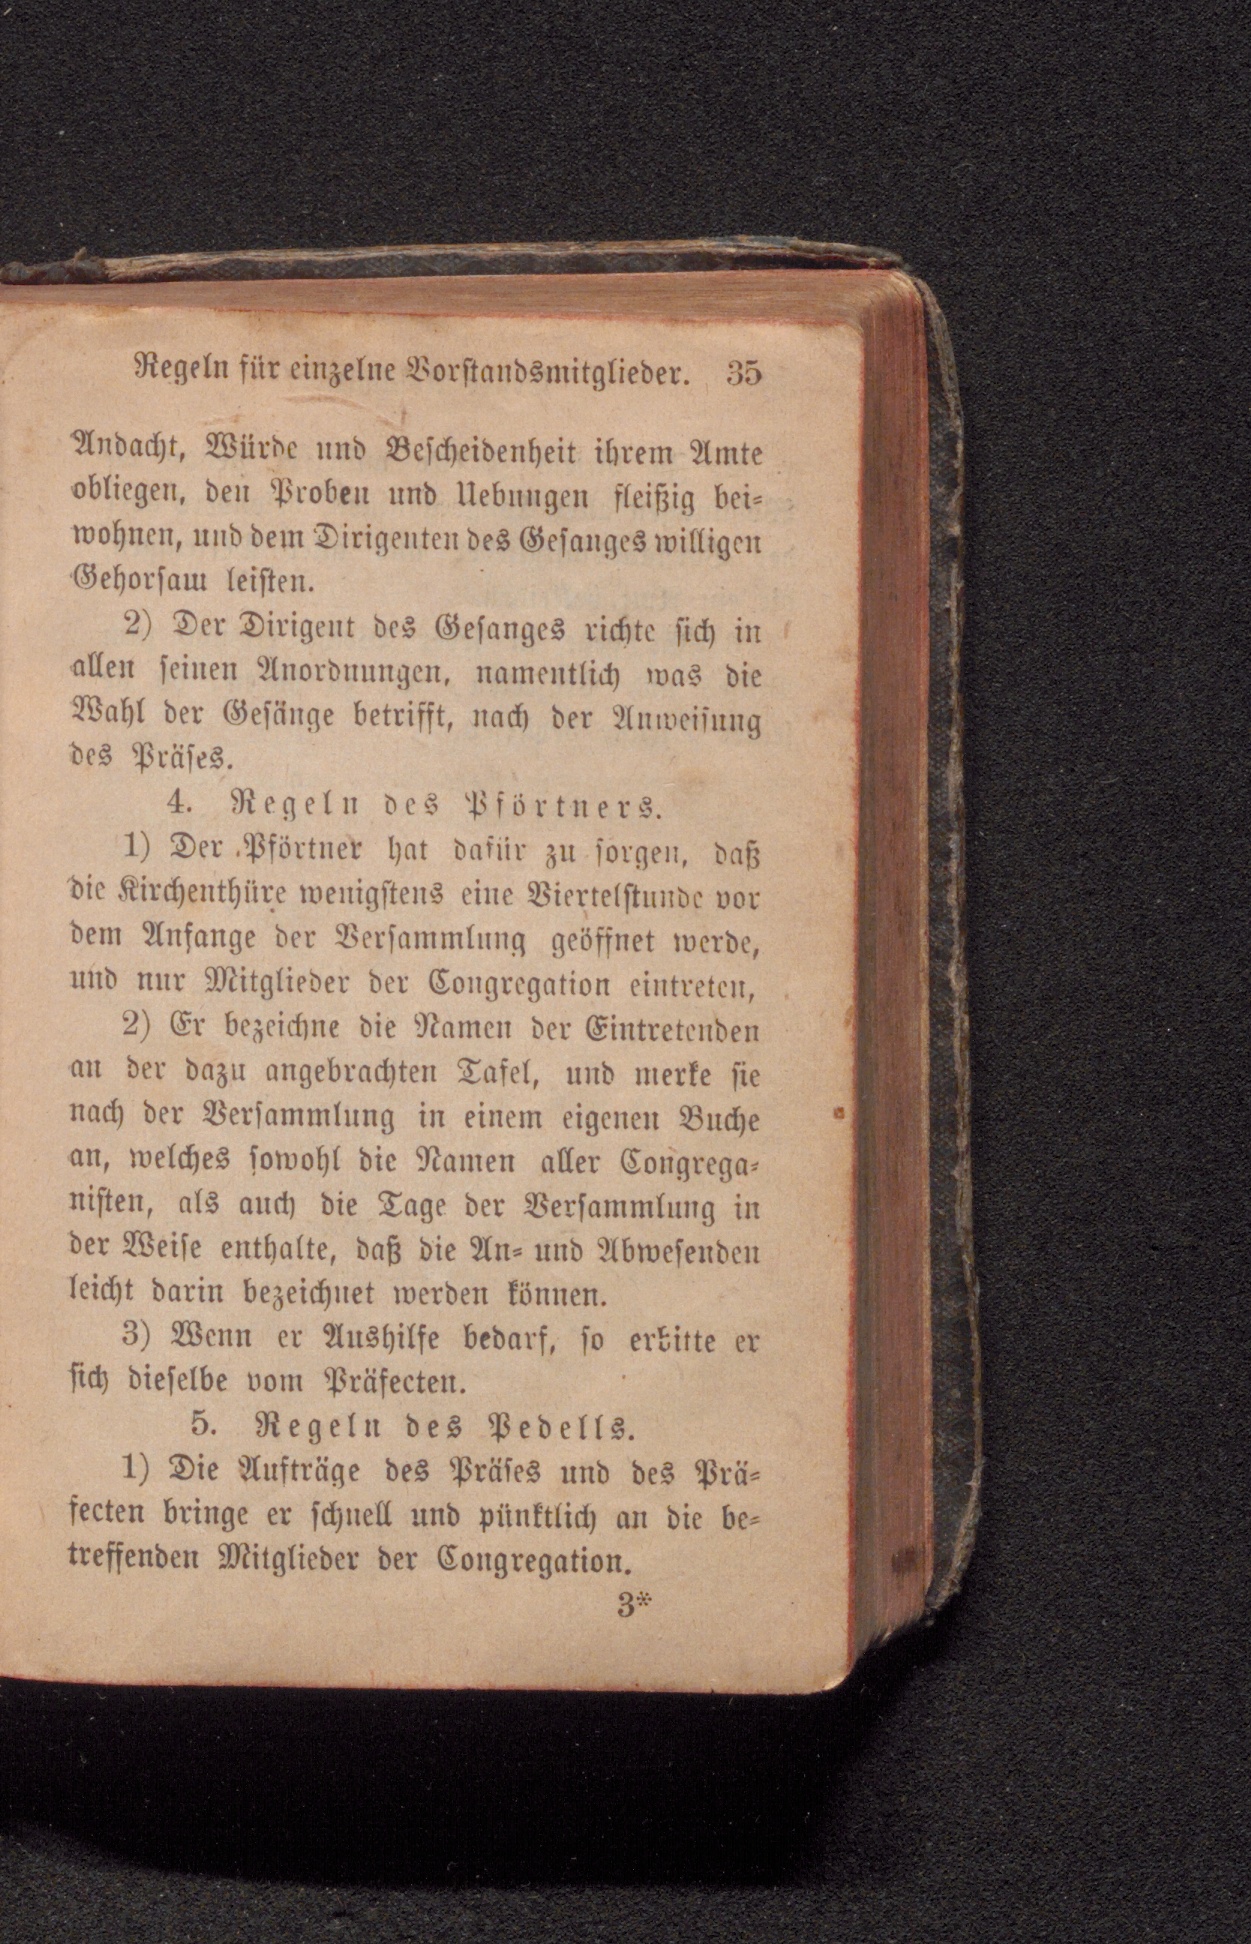 Regeln für einzelne Vorstandsmitglieder. 35
Andacht, Würde und Bescheidenheit ihrem Amte
obliegen, den Proben und Uebungen fleißig bei-
wohnen, und dem Dirigenten des Gesanges willigen
Gehorsam leisten.
2) Der Dirigent des Gesanges richte sich in
allen seinen Anordnungen, namentlich was die
Wahl der Gesänge betrifft, nach der Anweisung
des Präses.
4. Regeln des Pförtners.
1) Der Pförtner hat dafür zu sorgen, daß
die Kirchenthüre wenigstens eine Viertelstunde vor
dem Anfange der Versammlung geöffnet werde,
und nur Mitglieder der Congregation eintreten,
2) Er bezeichne die Namen der Eintretenden
an der dazu angebrachten Tafel, und merke sie
nach der Versammlung in einem eigenen Buche
an, welches sowohl die Namen aller Congrega-
nisten, als auch die Tage der Versammlung in
der Weise enthalte, daß die An- und Abwesenden
leicht darin bezeichnet werden können.
3) Wenn er Aushilfe bedarf, so erbitte er
sich dieselbe vom Präfecten.
5. Regeln des Pedells.
1) Die Aufträge des Präses und des Prä-
fecten bringe er schnell und pünktlich an die be-
treffenden Mitglieder der Congregation.
3*